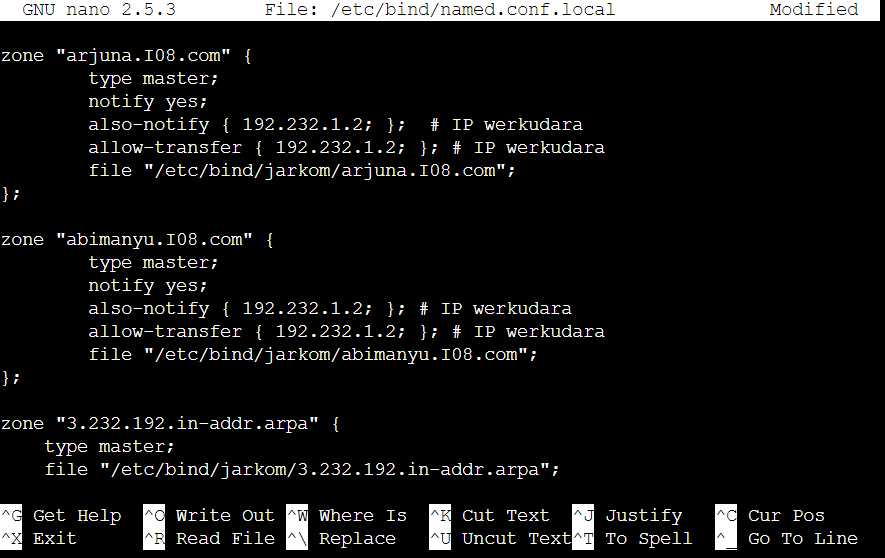 GNU nano 2.5.3        File: /etc/bind/named.conf.local              Modified
zone "arjuna.I08.com" {
        type master;
        notify yes;
        also-notify { 192.232.1.2; };  # IP werkudara
        allow-transfer { 192.232.1.2; }; # IP werkudara
        file "/etc/bind/jarkom/arjuna.I08.com";
};
zone "abimanyu.I08.com" {
        type master;
        notify yes;
        also-notify { 192.232.1.2; }; # IP werkudara
        allow-transfer { 192.232.1.2; }; # IP werkudara
        file "/etc/bind/jarkom/abimanyu.I08.com";
};
zone "3.232.192.in-addr.arpa" {
    type master;
    file "/etc/bind/jarkom/3.232.192.in-addr.arpa";
^G Get Help  ^O Write Out ^W Where Is  ^K Cut Text  ^J Justify   ^C Cur Pos
^X Exit      ^R Read File ^\ Replace   ^U Uncut Text^T To Spell  ^_ Go To Line